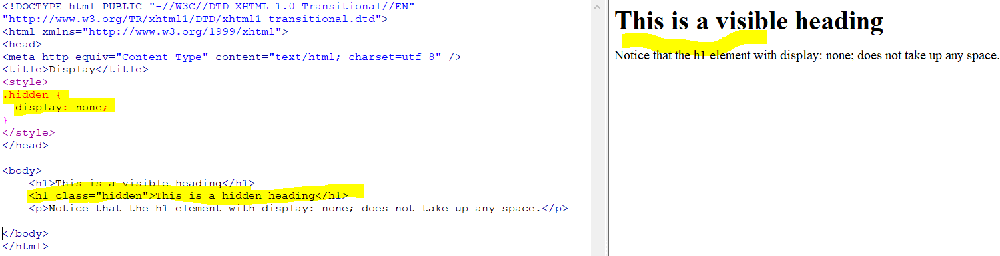 <!DOCTYPE html PUBLIC "-//W3C//DTD XHTML 1.0 Transitional//EN"
"http://www.w3.org/TR/xhtml1/DTD/xhtml1-transitional.dtd">
<html xmlns="http://www.w3.org/1999/xhtml">
<head>
<meta http-equiv="Content-Type" content="text/html; charset=utf-8" />
<title>Display</title>
<style>
.hidden {
  display: none;
}
</style>
</head>

<body>
    <h1>This is a visible heading</h1>
    <h1 class="hidden">This is a hidden heading</h1>
    <p>Notice that the h1 element with display: none; does not take up any space.</p>

</body>
</html>
This is a visible heading
Notice that the h1 element with display: none; does not take up any space.